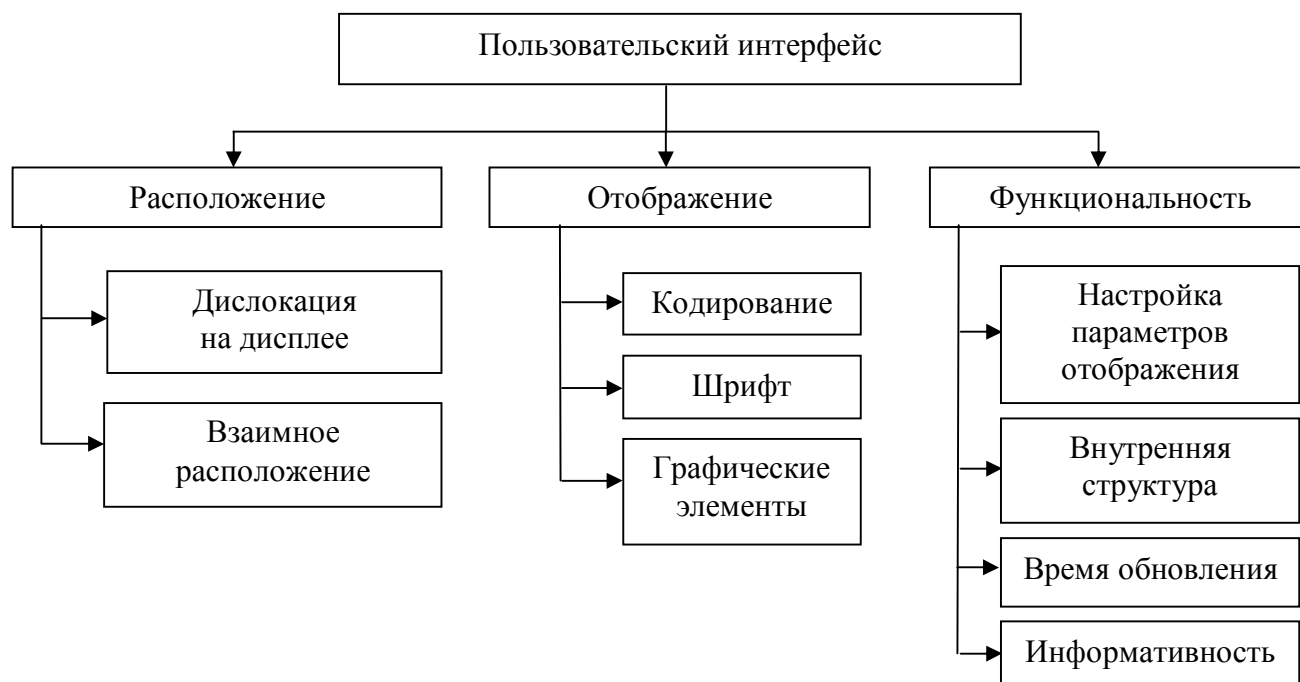 Пользовательский интерфейс
Расположение
Отображение
Функциональность
Дислокация
на дисплее
Взаимное
расположение
Кодирование
Шрифт
Графические
элементы
Настройка
параметров
отображения
Внутренняя
структура
Время обновления
Информативность